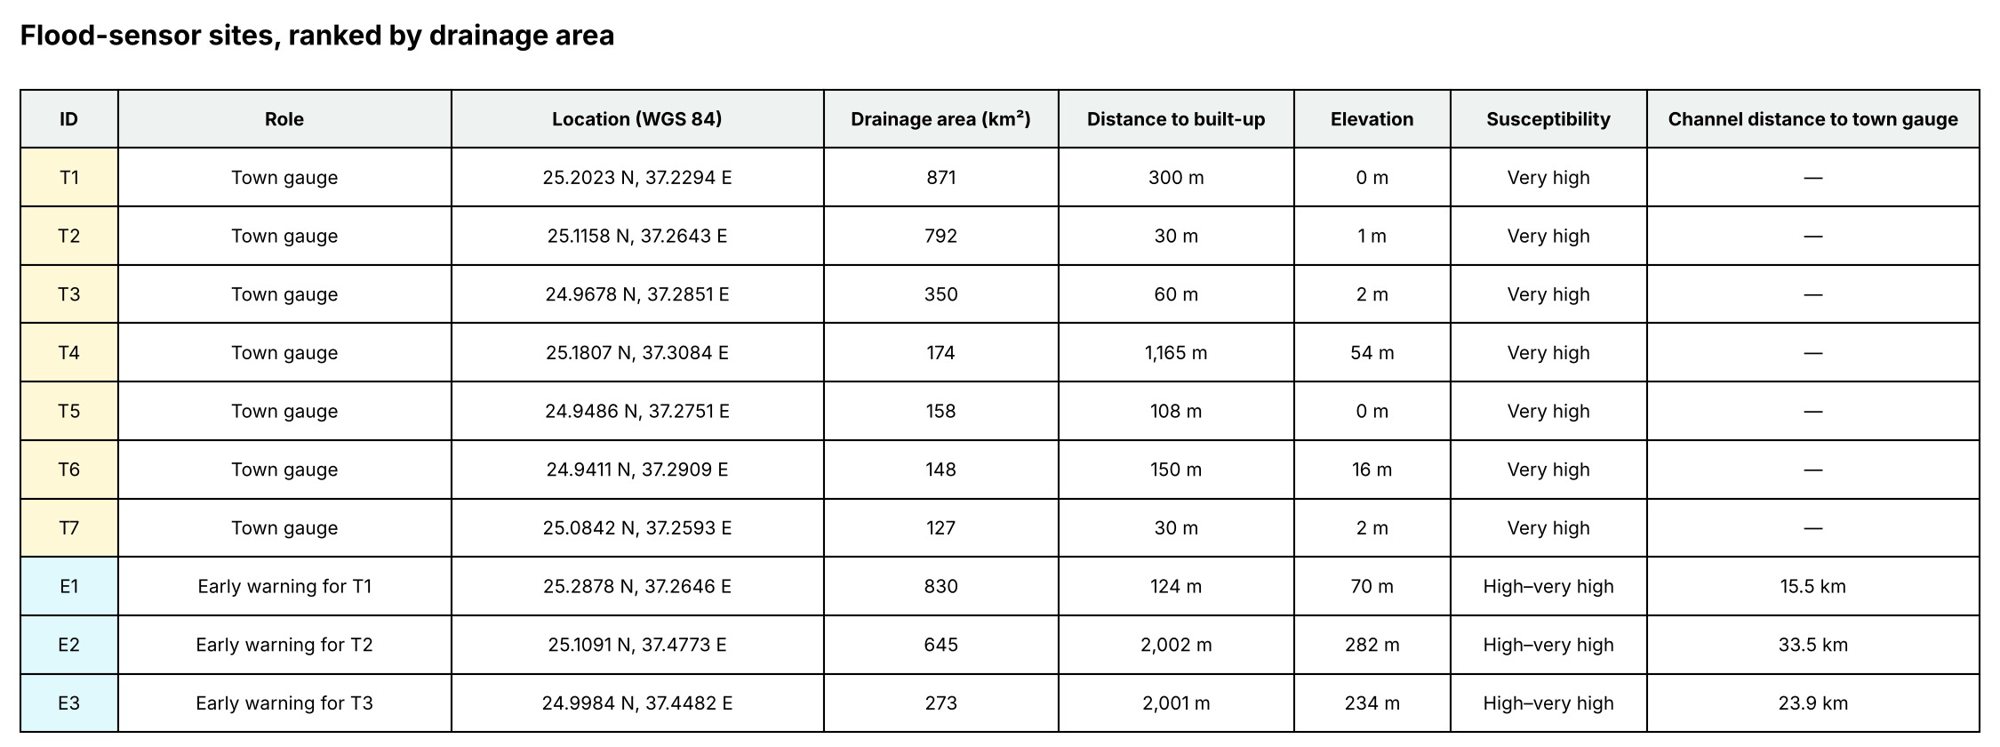 Flood-sensor sites, ranked by drainage area
ID Role Location (WGS 84) Drainage area (km²) Distance to built-up Elevation Susceptibility Channel distance to town gauge
T1 Town gauge 25.2023 N, 37.2294 E 871 300 m 0 m Very high —
T2 Town gauge 25.1158 N, 37.2643 E 792 30 m 1 m Very high —
T3 Town gauge 24.9678 N, 37.2851 E 350 60 m 2 m Very high —
T4 Town gauge 25.1807 N, 37.3084 E 174 1,165 m 54 m Very high —
T5 Town gauge 24.9486 N, 37.2751 E 158 108 m 0 m Very high —
T6 Town gauge 24.9411 N, 37.2909 E 148 150 m 16 m Very high —
T7 Town gauge 25.0842 N, 37.2593 E 127 30 m 2 m Very high —
E1 Early warning for T1 25.2878 N, 37.2646 E 830 124 m 70 m High–very high 15.5 km
E2 Early warning for T2 25.1091 N, 37.4773 E 645 2,002 m 282 m High–very high 33.5 km
E3 Early warning for T3 24.9984 N, 37.4482 E 273 2,001 m 234 m High–very high 23.9 km